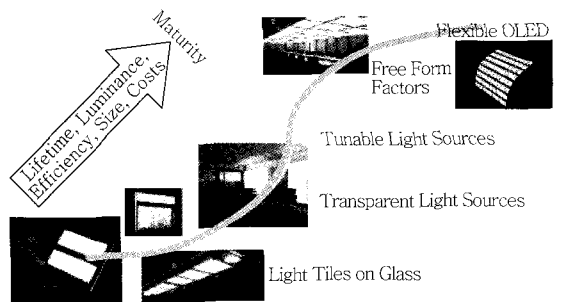 Maturity
Lifetime, Luminance,
Efficiency, Size, Costs
Flexible OLED
Free Form
Factors
Tunable Light Sources
Transparent Light Sources
Light Tiles on Glass